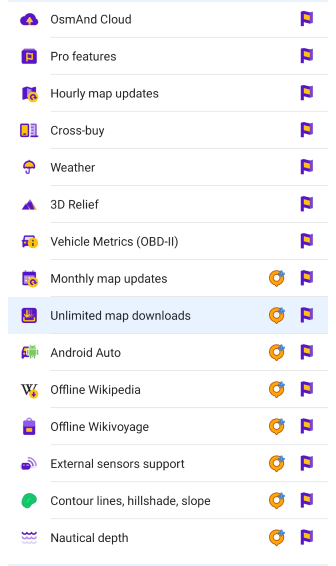 OsmAnd Cloud
Pro features
Hourly map updates
Cross-buy
Weather
3D Relief
Vehicle Metrics (OBD-II)
Monthly map updates
Unlimited map downloads
Android Auto
Offline Wikipedia
Offline Wikivoyage
External sensors support
Contour lines, hillshade, slope
Nautical depth